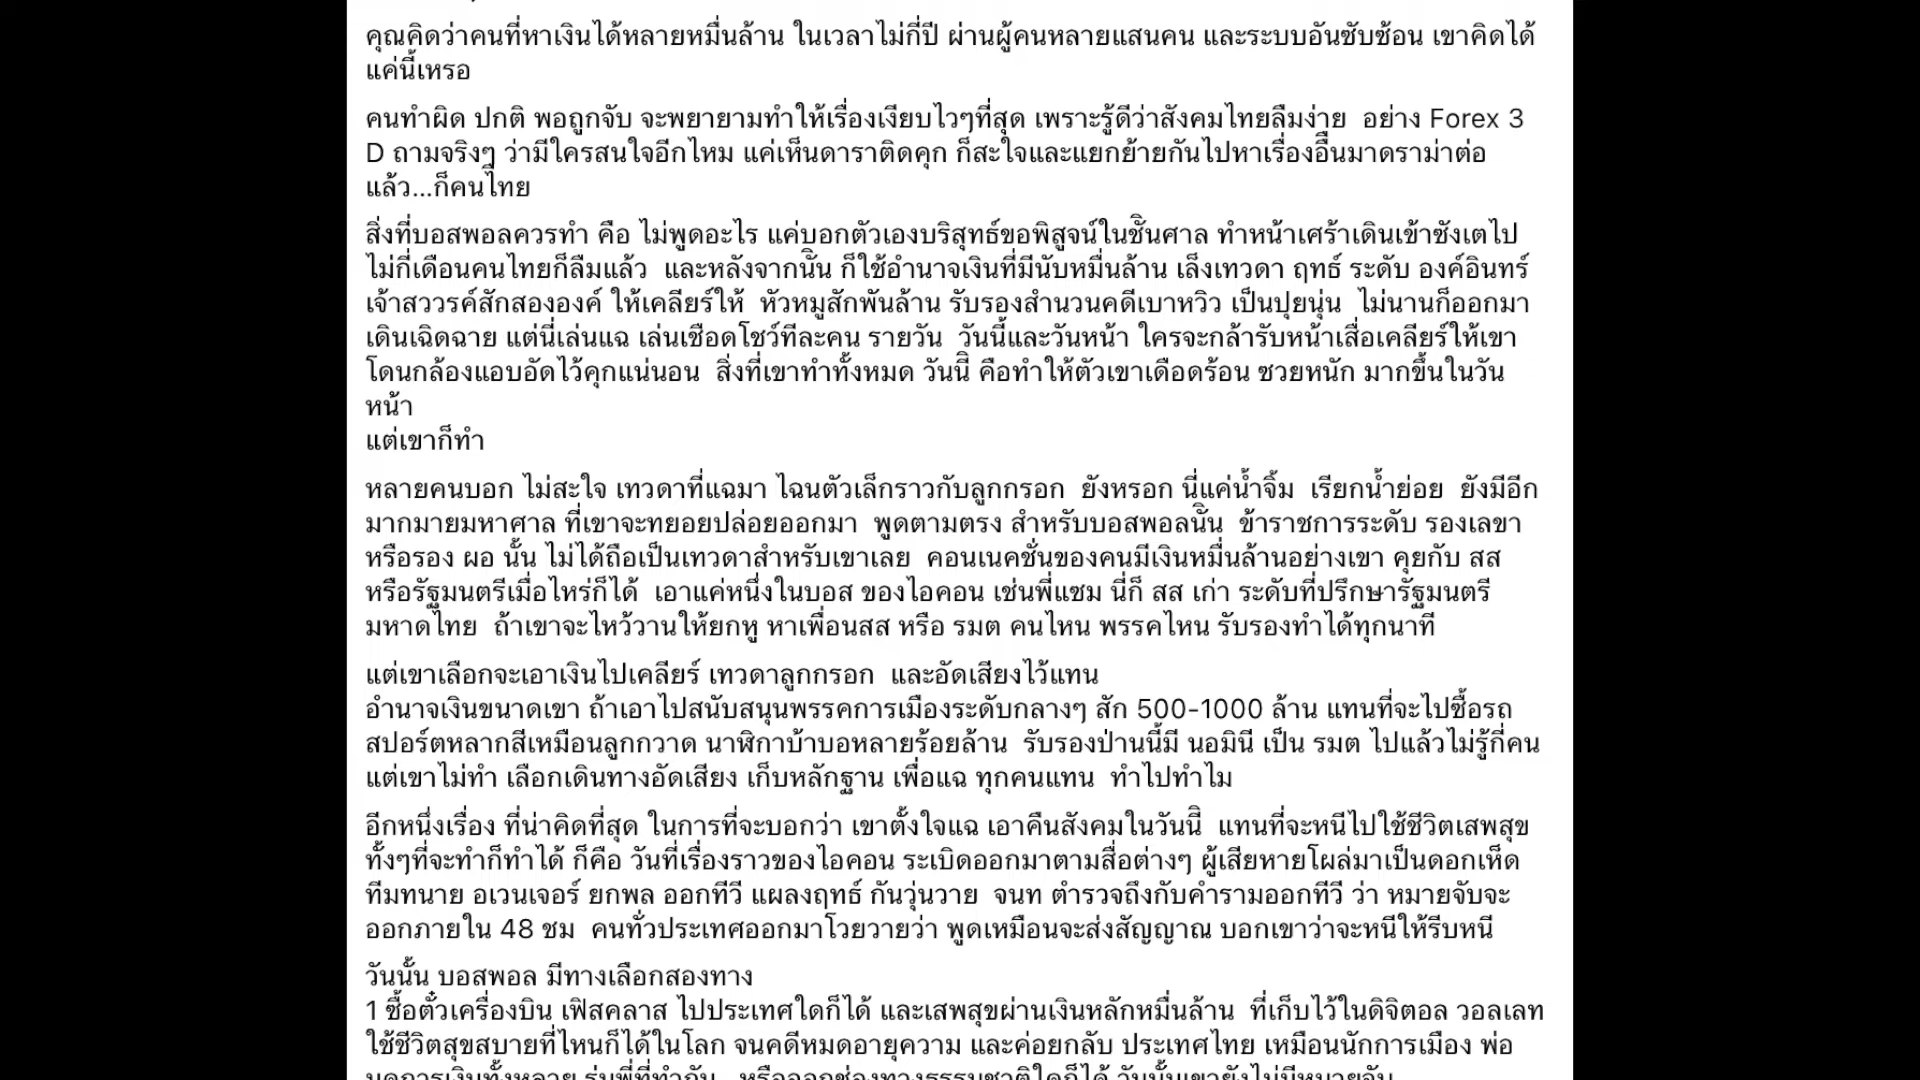 คุณคิดว่าคนที่หาเงินได้หลายหมื่นล้าน ในเวลาไม่กี่ปี ผ่านผู้คนหลายแสนคน และระบบอันซับซ้อน เขาคิดได้
แค่นี้เหรอ
คนทำผิด ปกติ พอถูกจับ จะพยายามทำให้เรื่องเงียบไวๆที่สุด เพราะรู้ดีว่าสังคมไทยลืมง่าย  อย่าง Forex 3
D ถามจริงๆ ว่ามีใครสนใจอีกไหม แค่เห็นดาราติดคุก ก็สะใจและแยกย้ายกันไปหาเรื่องอื่นมาดราม่าต่อ
แล้ว...ก็คนไทย
สิ่งที่บอสพอลควรทำ คือ ไม่พูดอะไร แค่บอกตัวเองบริสุทธ์ขอพิสูจน์ในชั้นศาล ทำหน้าเศร้าเดินเข้าซังเตไป
ไม่กี่เดือนคนไทยก็ลืมแล้ว  และหลังจากนั้น ก็ใช้อำนาจเงินที่มีนับหมื่นล้าน เล็งเทวดา ฤทธ์ ระดับ องค์อินทร์
เจ้าสววรค์สักสององค์ ให้เคลียร์ให้  หัวหมูสักพันล้าน รับรองสำนวนคดีเบาหวิว เป็นปุยนุ่น  ไม่นานก็ออกมา
เดินเฉิดฉาย แต่นี่เล่นแฉ เล่นเชือดโชว์ทีละคน รายวัน  วันนี้และวันหน้า ใครจะกล้ารับหน้าเสื่อเคลียร์ให้เขา
โดนกล้องแอบอัดไว้คุกแน่นอน  สิ่งที่เขาทำทั้งหมด วันนี้ คือทำให้ตัวเขาเดือดร้อน ซวยหนัก มากขึ้นในวัน
หน้า
แต่เขาก็ทำ
หลายคนบอก ไม่สะใจ เทวดาที่แฉมา ไฉนตัวเล็กราวกับลูกกรอก  ยังหรอก นี่แค่น้ำจิ้ม  เรียกน้ำย่อย  ยังมีอีก
มากมายมหาศาล ที่เขาจะทยอยปล่อยออกมา  พูดตามตรง สำหรับบอสพอลนั้น  ข้าราชการระดับ รองเลขา
หรือรอง ผอ นั้น ไม่ได้ถือเป็นเทวดาสำหรับเขาเลย  คอนเนคชั่นของคนมีเงินหมื่นล้านอย่างเขา คุยกับ สส
หรือรัฐมนตรีเมื่อไหร่ก็ได้  เอาแค่หนึ่งในบอส ของไอคอน เช่นพี่แซม นี่ก็ สส เก่า ระดับที่ปรึกษารัฐมนตรี
มหาดไทย  ถ้าเขาจะไหว้วานให้ยกหู หาเพื่อนสส หรือ รมต คนไหน พรรคไหน รับรองทำได้ทุกนาที
แต่เขาเลือกจะเอาเงินไปเคลียร์ เทวดาลูกกรอก  และอัดเสียงไว้แทน
อำนาจเงินขนาดเขา ถ้าเอาไปสนับสนุนพรรคการเมืองระดับกลางๆ สัก 500-1000 ล้าน แทนที่จะไปซื้อรถ
สปอร์ตหลากสีเหมือนลูกกวาด นาฬิกาบ้าบอหลายร้อยล้าน  รับรองป่านนี้มี นอมินี เป็น รมต ไปแล้วไม่รู้กี่คน
แต่เขาไม่ทำ เลือกเดินทางอัดเสียง เก็บหลักฐาน เพื่อแฉ ทุกคนแทน  ทำไปทำไม
อีกหนึ่งเรื่อง ที่น่าคิดที่สุด ในการที่จะบอกว่า เขาตั้งใจแฉ เอาคืนสังคมในวันนี้  แทนที่จะหนีไปใช้ชีวิตเสพสุข
ทั้งๆที่จะทำก็ทำได้ ก็คือ วันที่เรื่องราวของไอคอน ระเบิดออกมาตามสื่อต่างๆ ผู้เสียหายโผล่มาเป็นดอกเห็ด
ทีมทนาย อเวนเจอร์ ยกพล ออกทีวี แผลงฤทธ์ กันวุ่นวาย  จนท ตำรวจถึงกับคำรามออกทีวี ว่า หมายจับจะ
ออกภายใน 48 ชม  คนทั่วประเทศออกมาโวยวายว่า พูดเหมือนจะส่งสัญญาณ บอกเขาว่าจะหนีให้รีบหนี
วันนั้น บอสพอล มีทางเลือกสองทาง
1 ซื้อตั๋วเครื่องบิน เฟิสคลาส ไปประเทศใดก็ได้ และเสพสุขผ่านเงินหลักหมื่นล้าน  ที่เก็บไว้ในดิจิตอล วอลเลท
ใช้ชีวิตสุขสบายที่ไหนก็ได้ในโลก จนคดีหมดอายุความ และค่อยกลับ ประเทศไทย เหมือนนักการเมือง พ่อ